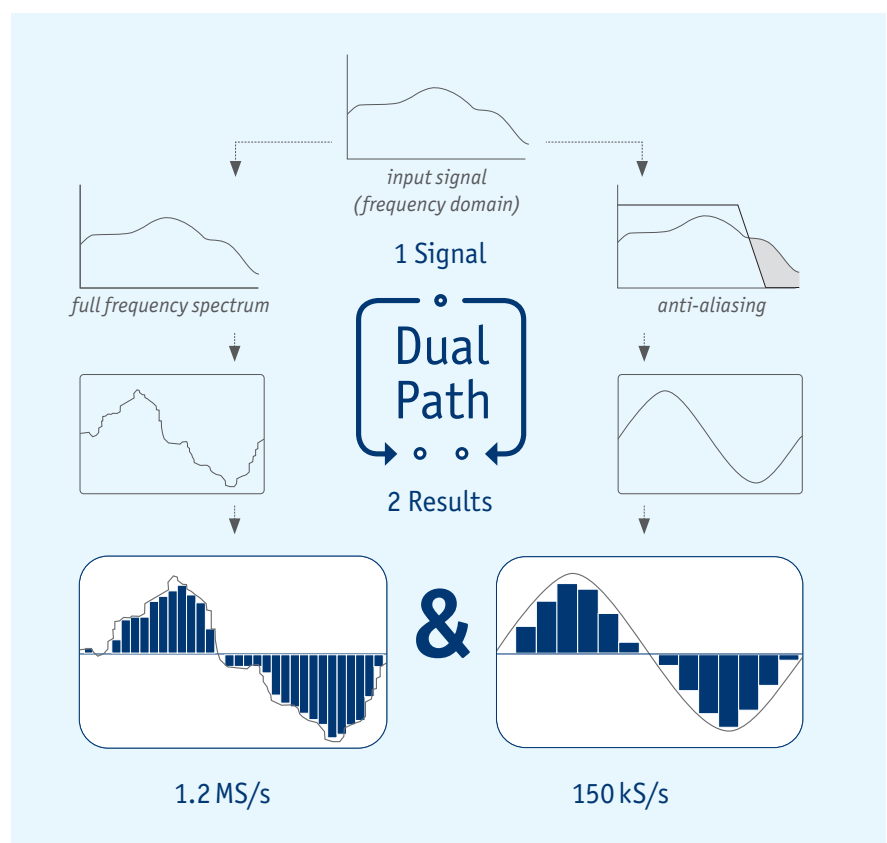 input signal
(frequency domain)
1 Signal
full frequency spectrum
anti-aliasing
Dual
Path
2 Results
&
1.2 MS/s
150 kS/s